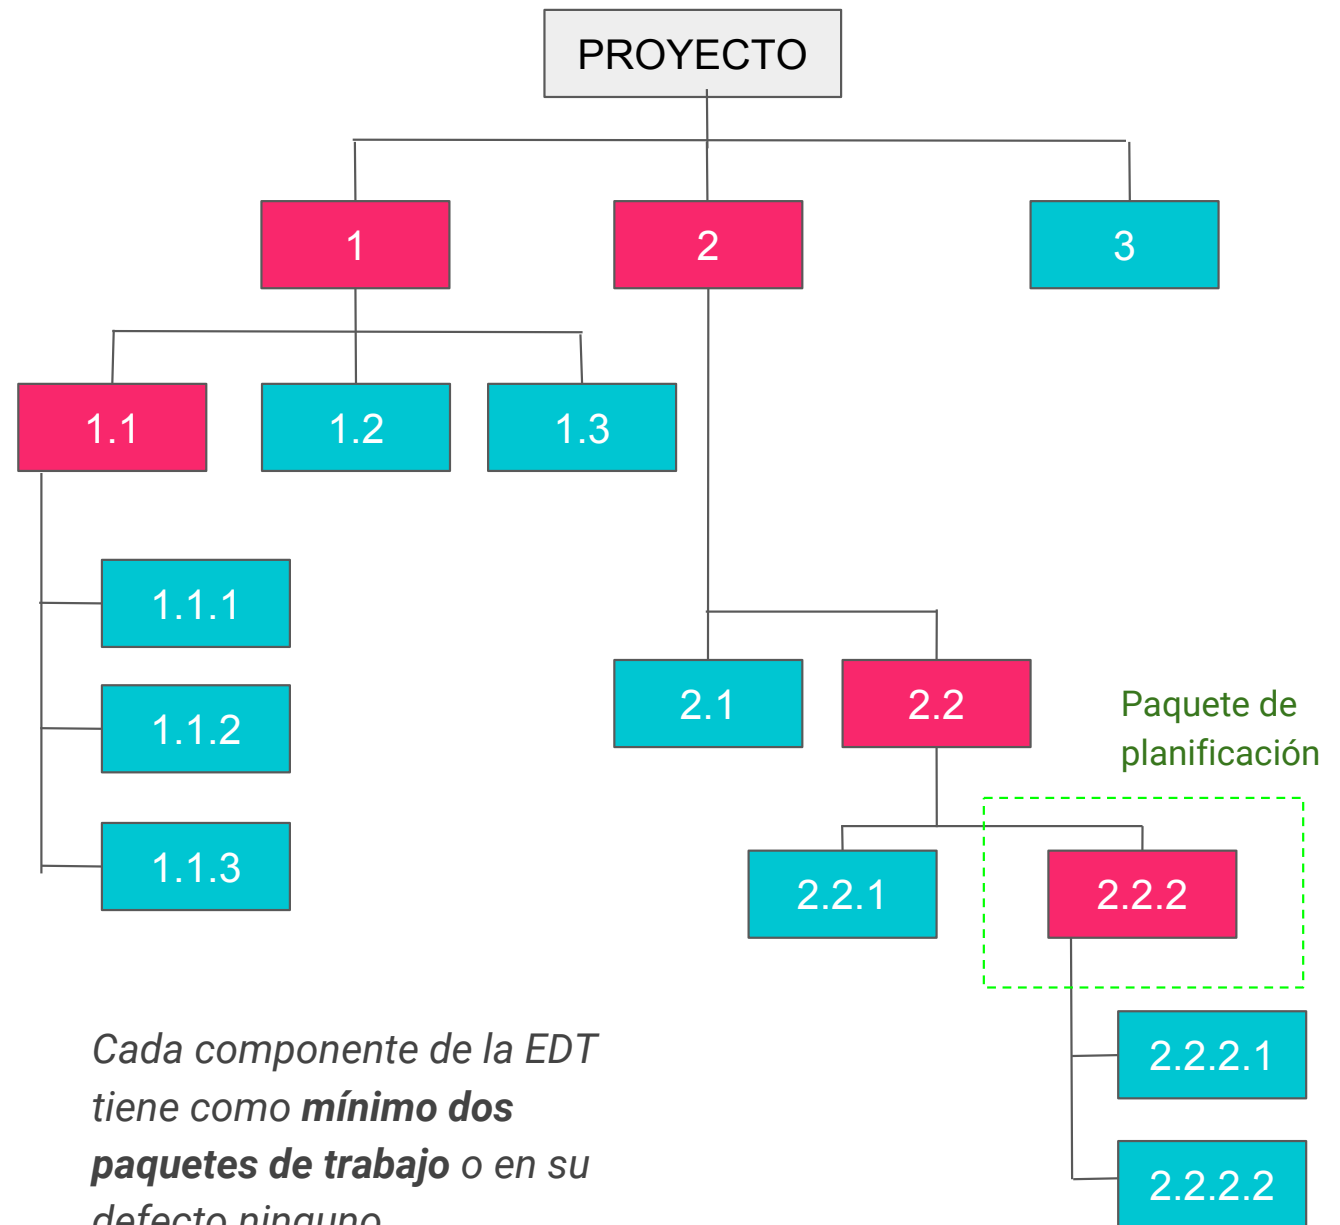 PROYECTO
1
2
3
1.1
1.2
1.3
1.1.1
1.1.2
1.1.3
2.1
2.2
Paquete de
planificación
2.2.1
2.2.2
2.2.2.1
2.2.2.2
Cada componente de la EDT
tiene como mínimo dos
paquetes de trabajo o en su
defecto ninguno